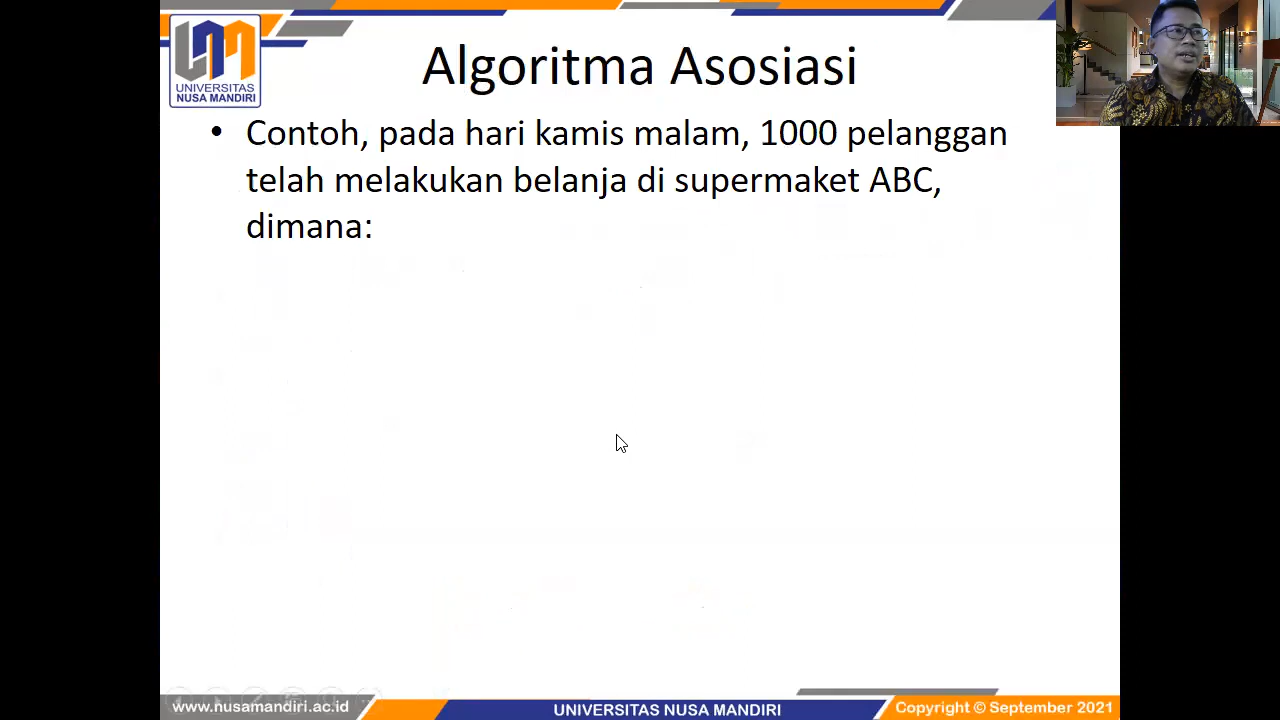 UNIVERSITAS
NUSA MANDIRI
Algoritma Asosiasi
• Contoh, pada hari kamis malam, 1000 pelanggan
telah melakukan belanja di supermaket ABC,
dimana:
www.nusamandiri.ac.id
UNIVERSITAS NUSA MANDIRI
Copyright © September 2021